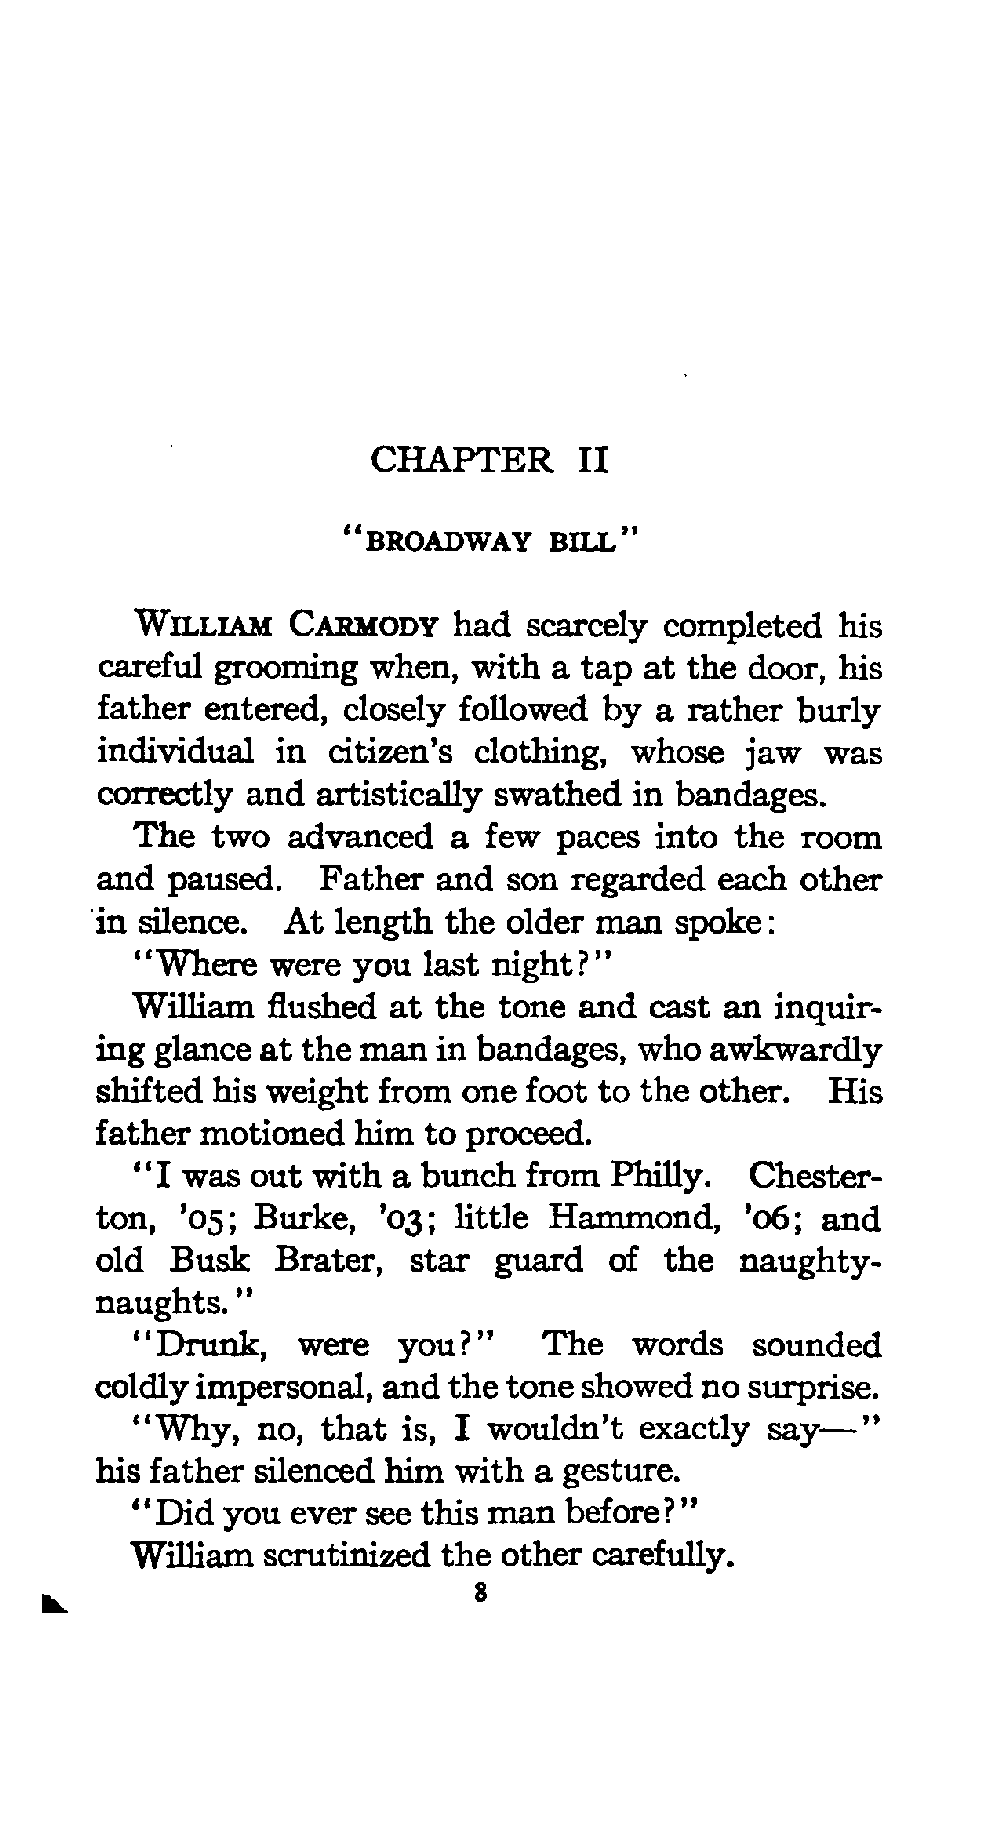 CHAPTER II
“BROADWAY BILL”
WILLIAM CARMODY had scarcely completed his
careful grooming when, with a tap at the door, his
father entered, closely followed by a rather burly
individual in citizen’s clothing, whose jaw was
correctly and artistically swathed in bandages.
The two advanced a few paces into the room
and paused. Father and son regarded each other
in silence. At length the older man spoke:
“Where were you last night?”
William flushed at the tone and cast an inquir-
ing glance at the man in bandages, who awkwardly
shifted his weight from one foot to the other. His
father motioned him to proceed.
“I was out with a bunch from Philly. Chester-
ton, ’05; Burke, ’03; little Hammond, ’06; and
old Busk Brater, star guard of the naughty-
naughts.”
“Drunk, were you?” The words sounded
coldly impersonal, and the tone showed no surprise.
“Why, no, that is, I wouldn’t exactly say—”
his father silenced him with a gesture.
“Did you ever see this man before?”
William scrutinized the other carefully.
8